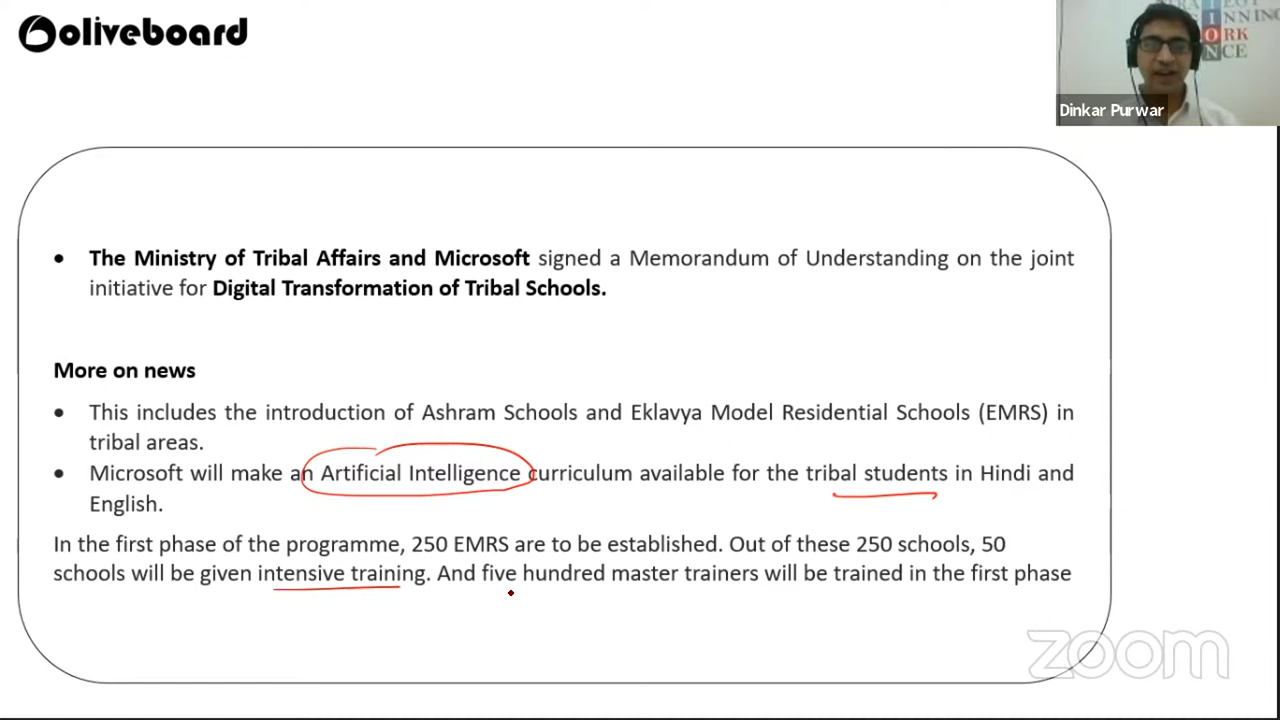 oliveboard
Dinkar Purwar
• The Ministry of Tribal Affairs and Microsoft signed a Memorandum of Understanding on the joint
initiative for Digital Transformation of Tribal Schools.
More on news
• This includes the introduction of Ashram Schools and Eklavya Model Residential Schools (EMRS) in
tribal areas.
• Microsoft will make an Artificial Intelligence curriculum available for the tribal students in Hindi and
English.
In the first phase of the programme, 250 EMRS are to be established. Out of these 250 schools, 50
schools will be given intensive training. And five hundred master trainers will be trained in the first phase
zoom